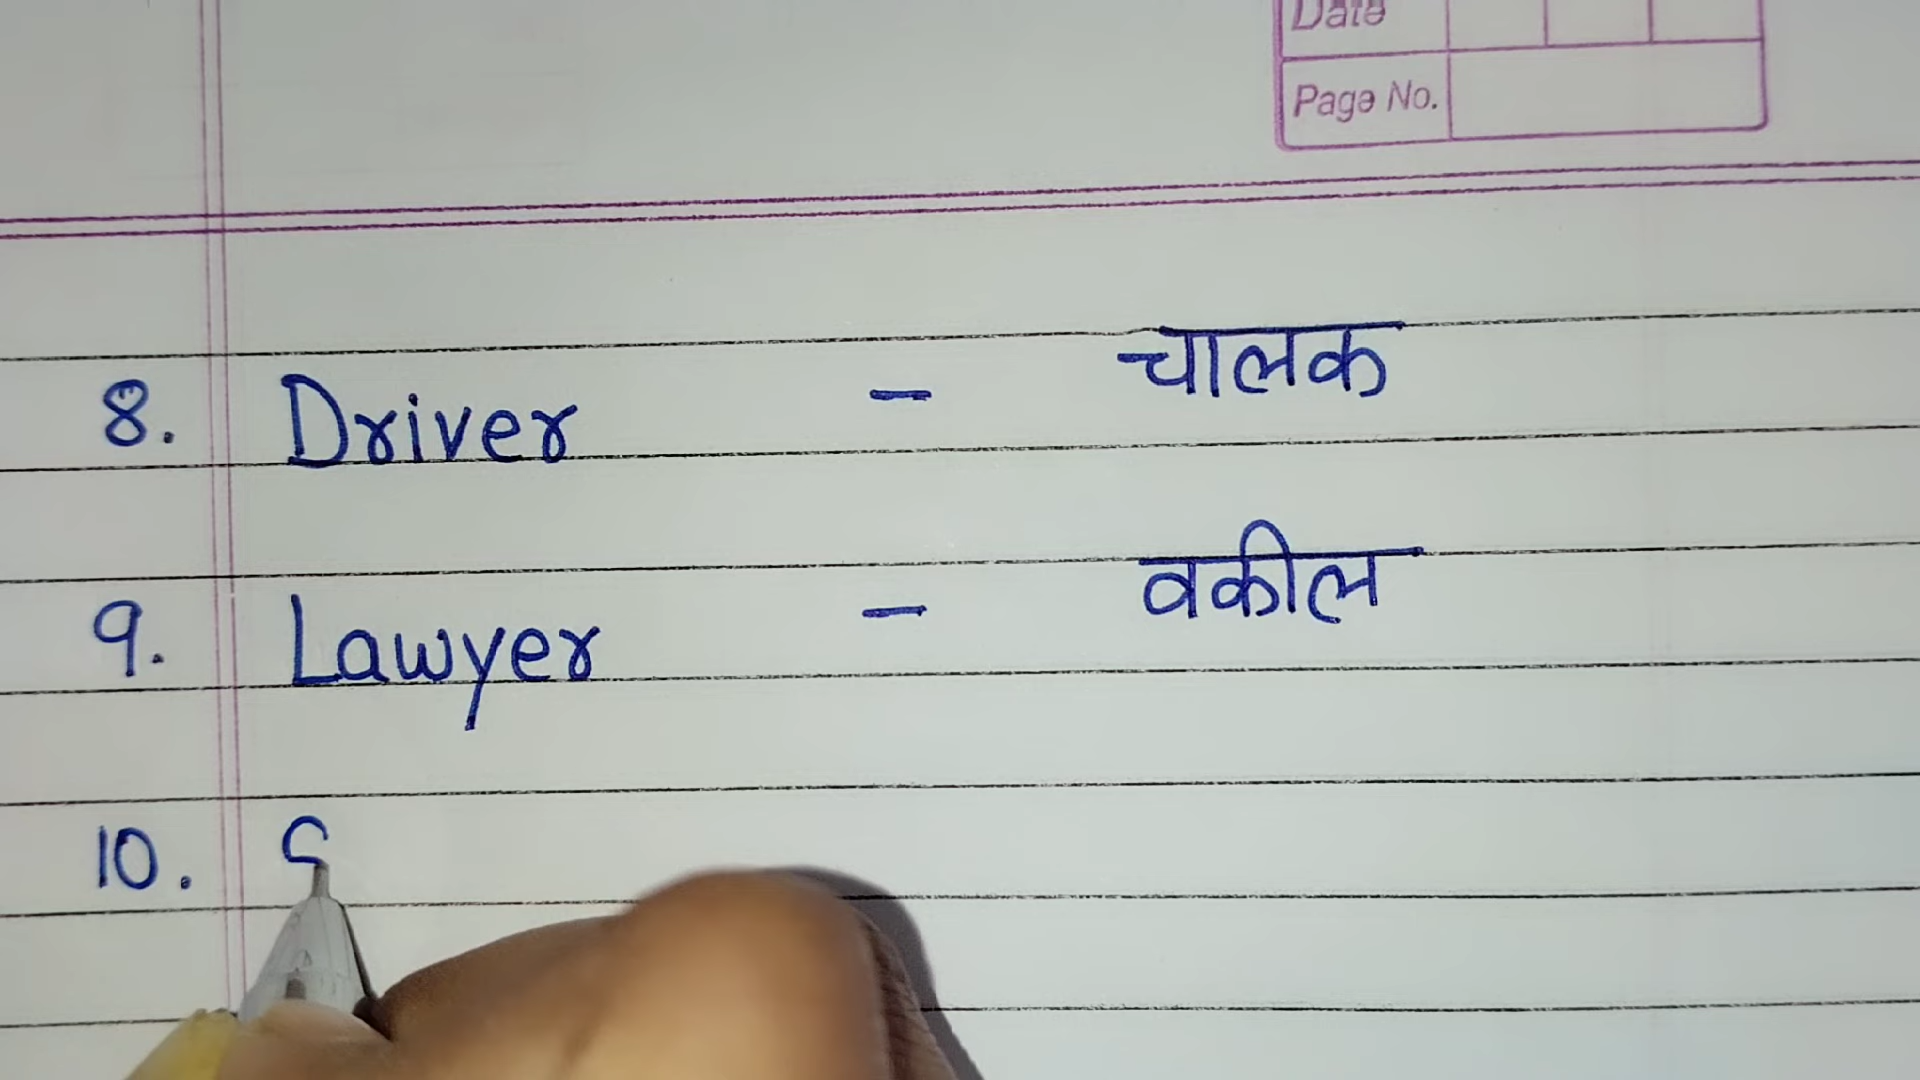 Date
Page No.
8. Driver - चालक
9. Lawyer - वकील
10.